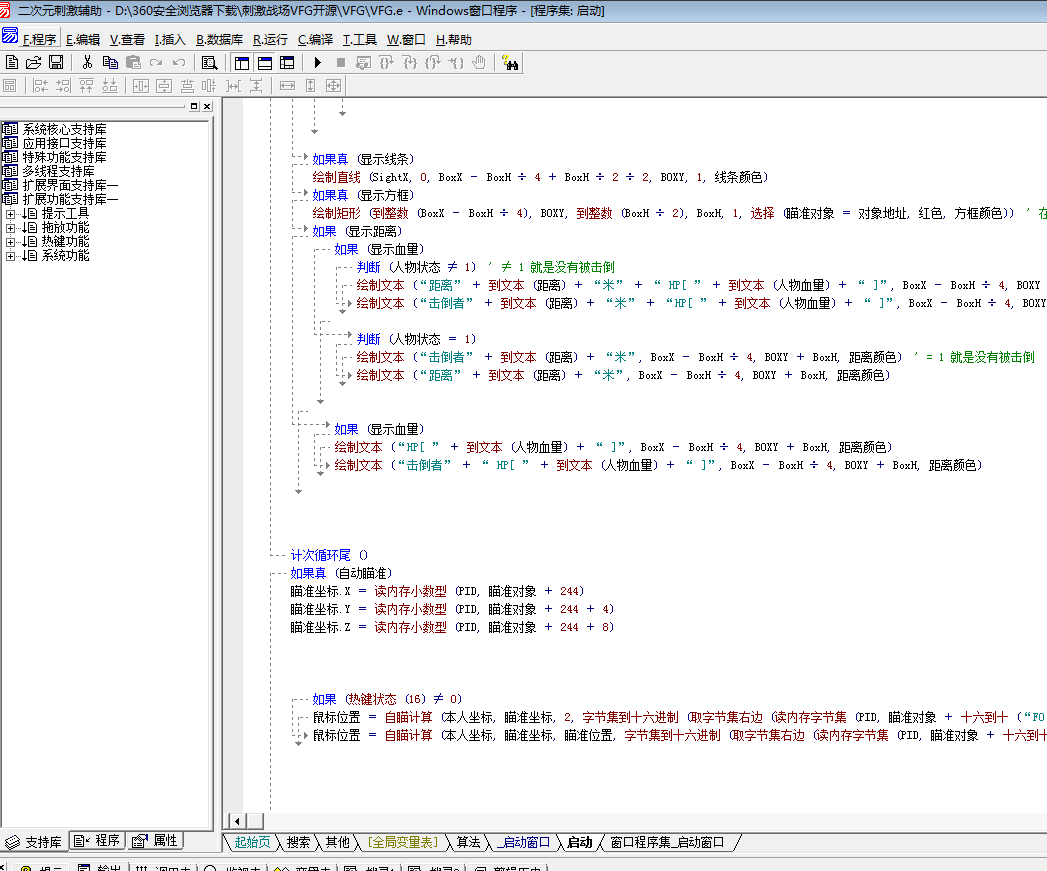 二次元刺激辅助 - D:\360安全浏览器下载\刺激战场VFG开源\VFG\VFG.e - Windows窗口程序 - [程序集: 启动]
F.程序 E.编辑 V.查看 I.插入 B.数据库 R.运行 C.编译 T.工具 W.窗口 H.帮助
系统核心支持库
应用接口支持库
特殊功能支持库
多线程支持库
扩展界面支持库一
扩展功能支持库一
提示工具
拖放功能
热键功能
系统功能
支持库 程序 属性
如果真 (显示线条)
绘制直线 (SightX, 0, BoxX - BoxH ÷ 4 + BoxH ÷ 2 ÷ 2, BOXY, 1, 线条颜色)
如果真 (显示方框)
绘制矩形 (到整数 (BoxX - BoxH ÷ 4), BOXY, 到整数 (BoxH ÷ 2), BoxH, 1, 选择 (瞄准对象 = 对象地址, 红色, 方框颜色)) ' 在
如果 (显示距离)
如果 (显示血量)
判断 (人物状态 ≠ 1) ' ≠ 1 就是没有被击倒
绘制文本 (“距离” + 到文本 (距离) + “米” + “ HP[ ” + 到文本 (人物血量) + “ ]”, BoxX - BoxH ÷ 4, BOXY
绘制文本 (“击倒者” + 到文本 (距离) + “米” + “HP[ ” + 到文本 (人物血量) + “ ]”, BoxX - BoxH ÷ 4, BOXY
判断 (人物状态 = 1)
绘制文本 (“击倒者” + 到文本 (距离) + “米”, BoxX - BoxH ÷ 4, BOXY + BoxH, 距离颜色) ' = 1 就是没有被击倒
绘制文本 (“距离” + 到文本 (距离) + “米”, BoxX - BoxH ÷ 4, BOXY + BoxH, 距离颜色)
如果 (显示血量)
绘制文本 (“HP[ ” + 到文本 (人物血量) + “ ]”, BoxX - BoxH ÷ 4, BOXY + BoxH, 距离颜色)
绘制文本 (“击倒者” + “ HP[ ” + 到文本 (人物血量) + “ ]”, BoxX - BoxH ÷ 4, BOXY + BoxH, 距离颜色)
计次循环尾 ()
如果真 (自动瞄准)
瞄准坐标.X = 读内存小数型 (PID, 瞄准对象 + 244)
瞄准坐标.Y = 读内存小数型 (PID, 瞄准对象 + 244 + 4)
瞄准坐标.Z = 读内存小数型 (PID, 瞄准对象 + 244 + 8)
如果 (热键状态 (16) ≠ 0)
鼠标位置 = 自瞄计算 (本人坐标, 瞄准坐标, 2, 字节集到十六进制 (取字节集右边 (读内存字节集 (PID, 瞄准对象 + 十六到十 (“FO
鼠标位置 = 自瞄计算 (本人坐标, 瞄准坐标, 瞄准位置, 字节集到十六进制 (取字节集右边 (读内存字节集 (PID, 瞄准对象 + 十六到十
起始页 搜索 其他 [全局变量表] 算法 _启动窗口 启动 窗口程序集_启动窗口